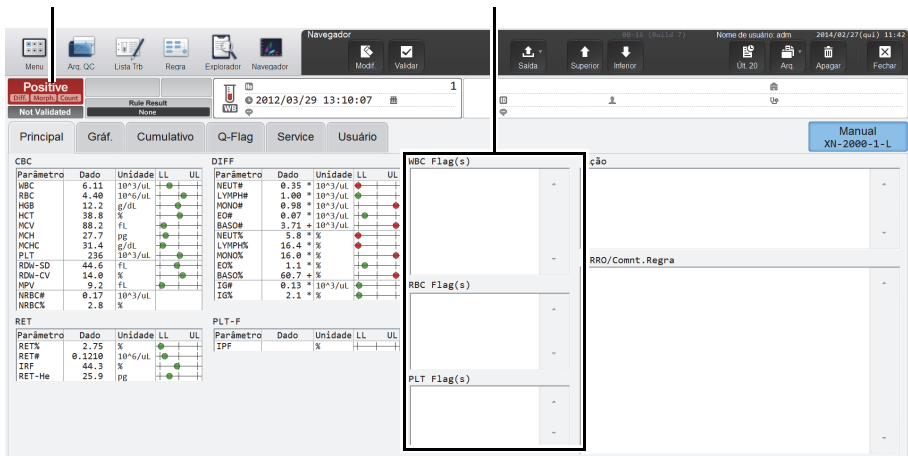 Navegador
00-16 (Build 7)
Nome de usuário: adm
2014/02/27(qui) 11:42
Menu
Arq. QC
Lista Trb
Regra
Explorador
Navegador
Modif.
Validar
Saída
Superior
Inferior
Últ. 20
Arq.
Apagar
Fechar
Positive
Diff. Morph. Count
Not Validated
Rule Result
None
WB
1
2012/03/29 13:10:07
Principal
Gráf.
Cumulativo
Q-Flag
Service
Usuário
Manual
XN-2000-1-L
CBC
Parâmetro Dado Unidade LL UL
WBC 6.11 10^3/uL
RBC 4.40 10^6/uL
HGB 12.2 g/dL
HCT 38.8 %
MCV 88.2 fL
MCH 27.7 pg
MCHC 31.4 g/dL
PLT 236 10^3/uL
RDW-SD 44.6 fL
RDW-CV 14.0 %
MPV 9.2 fL
NRBC# 0.17 10^3/uL
NRBC% 2.8 %
RET
Parâmetro Dado Unidade LL UL
RET% 2.75 %
RET# 0.1210 10^6/uL
IRF 44.3 %
RET-He 25.9 pg
DIFF
Parâmetro Dado Unidade LL UL
NEUT# 0.35 * 10^3/uL
LYMPH# 1.00 * 10^3/uL
MONO# 0.98 * 10^3/uL
EO# 0.07 * 10^3/uL
BASO# 3.71 + 10^3/uL
NEUT% 5.8 * %
LYMPH% 16.4 * %
MONO% 16.0 * %
EO% 1.1 * %
BASO% 60.7 + %
IG# 0.13 * 10^3/uL
IG% 2.1 * %
PLT-F
Parâmetro Dado Unidade LL UL
IPF %
WBC Flag(s)
RBC Flag(s)
PLT Flag(s)
ção
RRO/Comnt.Regra